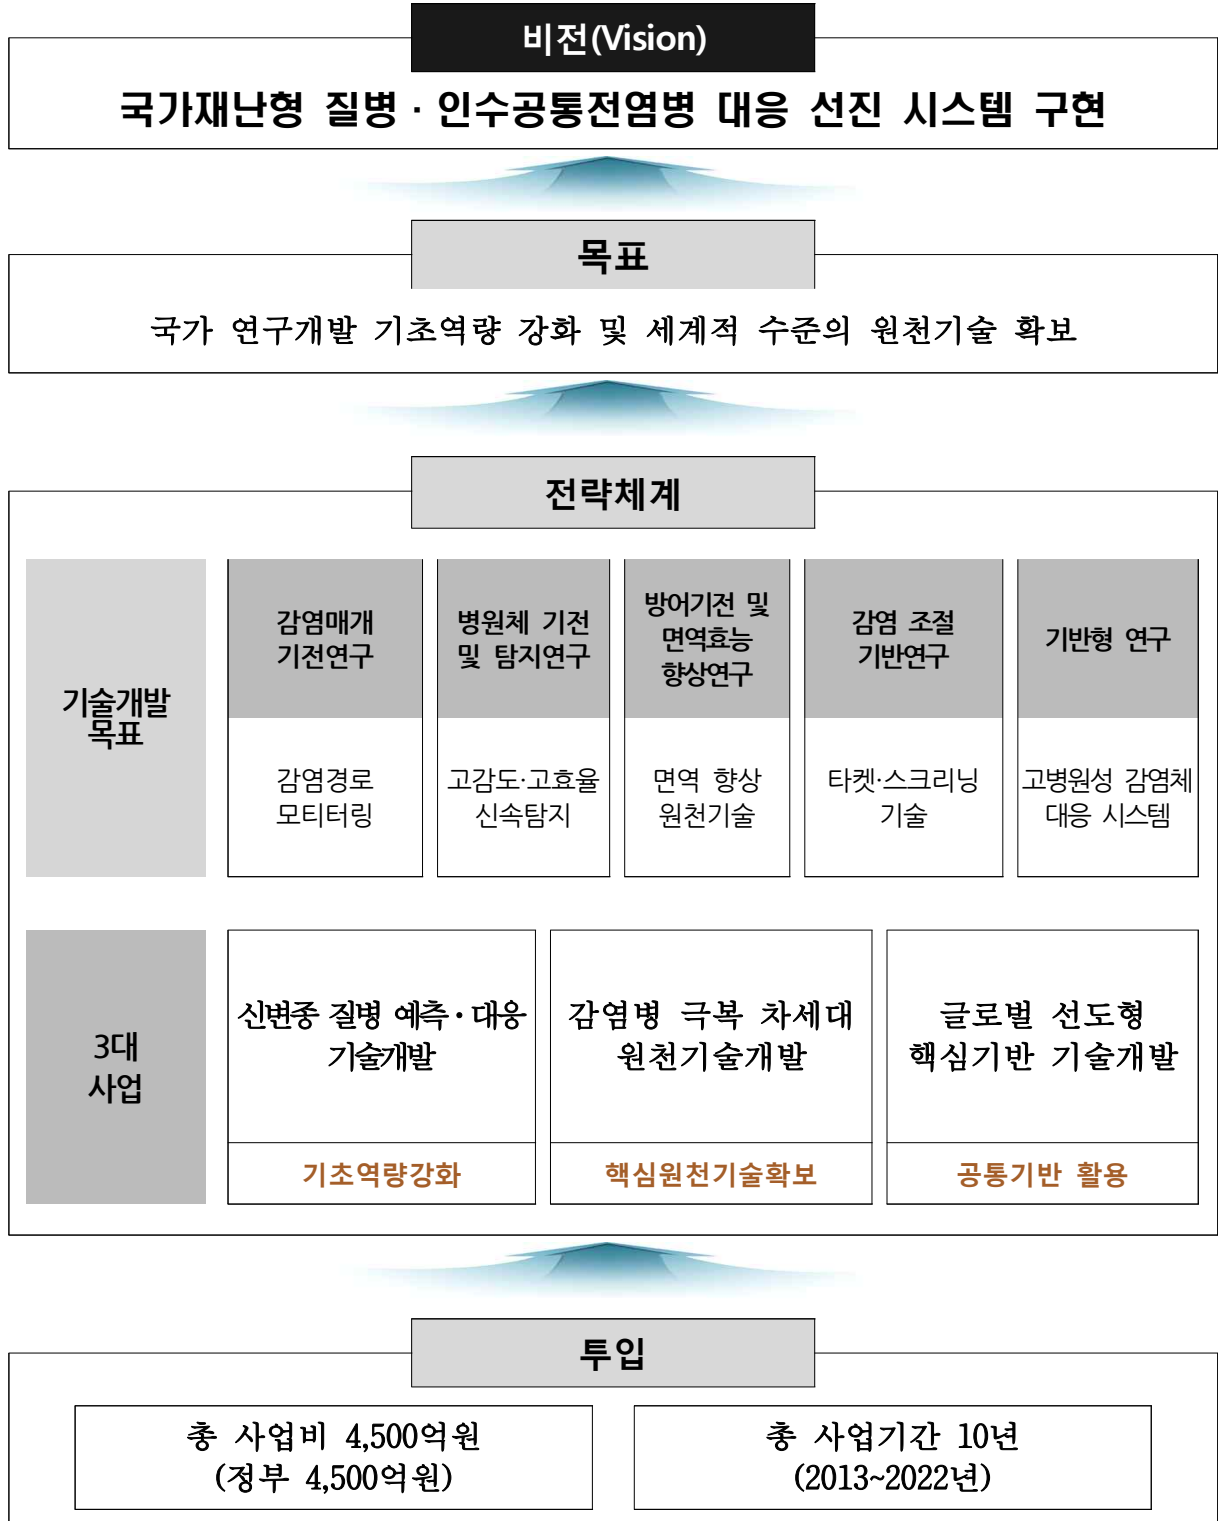 비전(Vision)
국가재난형 질병·인수공통전염병 대응 선진 시스템 구현
목표
국가 연구개발 기초역량 강화 및 세계적 수준의 원천기술 확보
전략체계
기술개발
목표
감염매개
기전연구
병원체 기전
및 탐지연구
방어기전 및
면역효능
향상연구
감염 조절
기반연구
기반형 연구
감염경로
모티터링
고감도·고효율
신속탐지
면역 향상
원천기술
타켓·스크리닝
기술
고병원성 감염체
대응 시스템
3대
사업
신변종 질병 예측·대응
기술개발
감염병 극복 차세대
원천기술개발
글로벌 선도형
핵심기반 기술개발
기초역량강화
핵심원천기술확보
공통기반 활용
투입
총 사업비 4,500억원
(정부 4,500억원)
총 사업기간 10년
(2013~2022년)